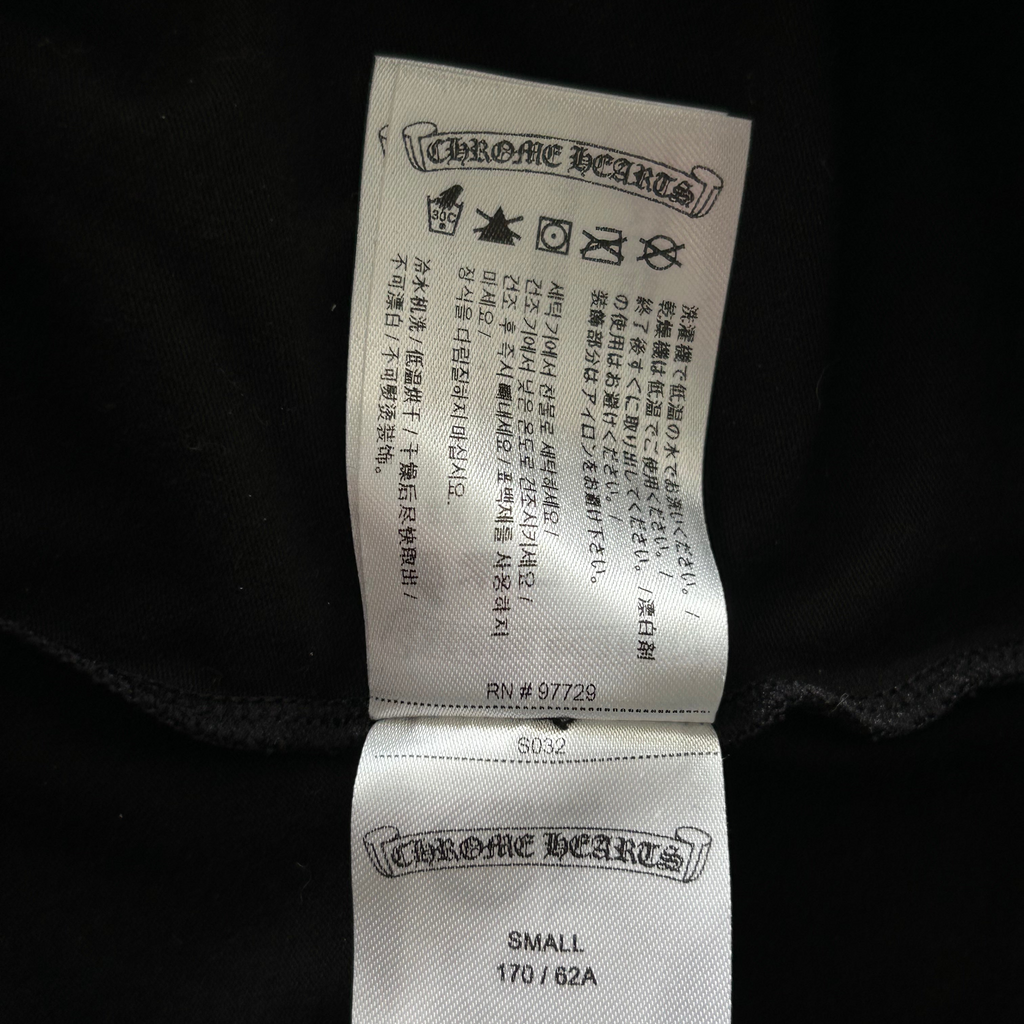 CHROME HEARTS
30C
洗濯機で低温の水でお洗いください。/
乾燥機は低温でご使用ください。/
終了後すぐに取り出してください。/漂白剤
の使用はお避けください。/
装飾部分はアイロンをお避け下さい。
세탁기에서 찬물로 세탁하세요/
건조기에서 낮은 온도로 건조시키세요/
건조 후 즉시 빼내세요/표백제를 사용하지
마세요/
장식을 다림질하지 마십시오.
冷水机洗/低温烘干/干燥后尽快取出/
不可漂白/不可熨烫装饰。
RN # 97729
S032
CHROME HEARTS
SMALL
170 / 62A